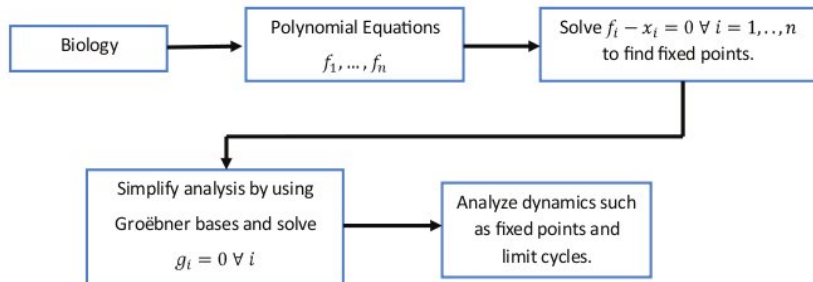 Biology
Polynomial Equations
𝑓₁, … , 𝑓ₙ
Solve 𝑓ᵢ − 𝑥ᵢ = 0 ∀ 𝑖 = 1, . . , 𝑛
to find fixed points.
Simplify analysis by using
Groëbner bases and solve
𝑔ᵢ = 0 ∀ 𝑖
Analyze dynamics such
as fixed points and
limit cycles.